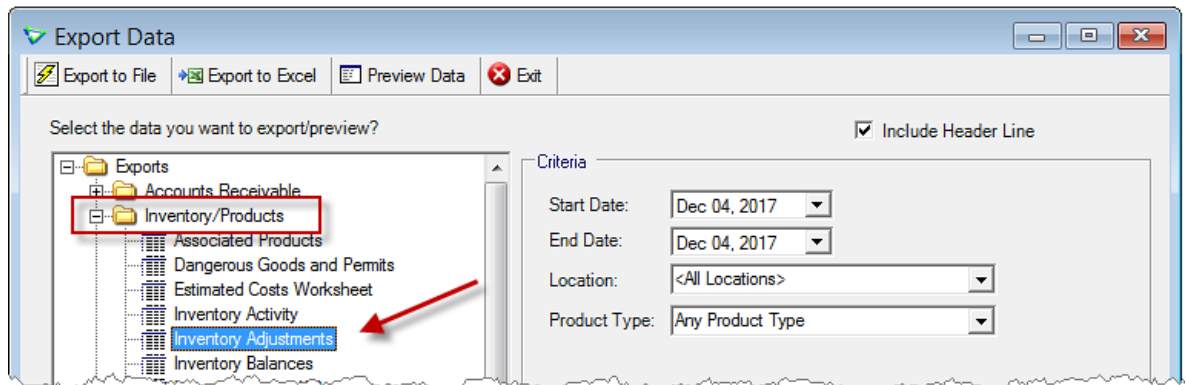 Export Data
Export to File Export to Excel Preview Data Exit
Select the data you want to export/preview?
Include Header Line
Exports
Accounts Receivable
Inventory/Products
Associated Products
Dangerous Goods and Permits
Estimated Costs Worksheet
Inventory Activity
Inventory Adjustments
Inventory Balances
Criteria
Start Date: Dec 04, 2017
End Date: Dec 04, 2017
Location: <All Locations>
Product Type: Any Product Type